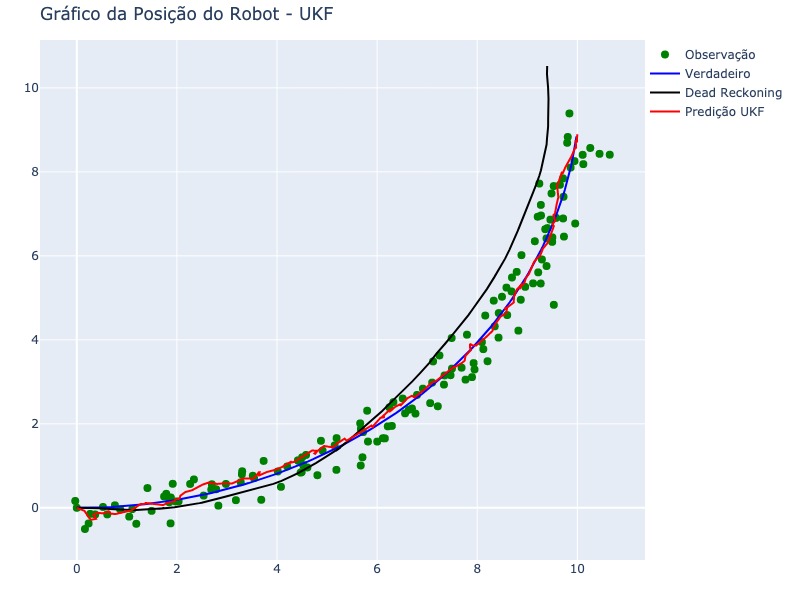 Gráfico da Posição do Robot - UKF
Observação
Verdadeiro
Dead Reckoning
Predição UKF
10
8
6
4
2
0
0 2 4 6 8 10